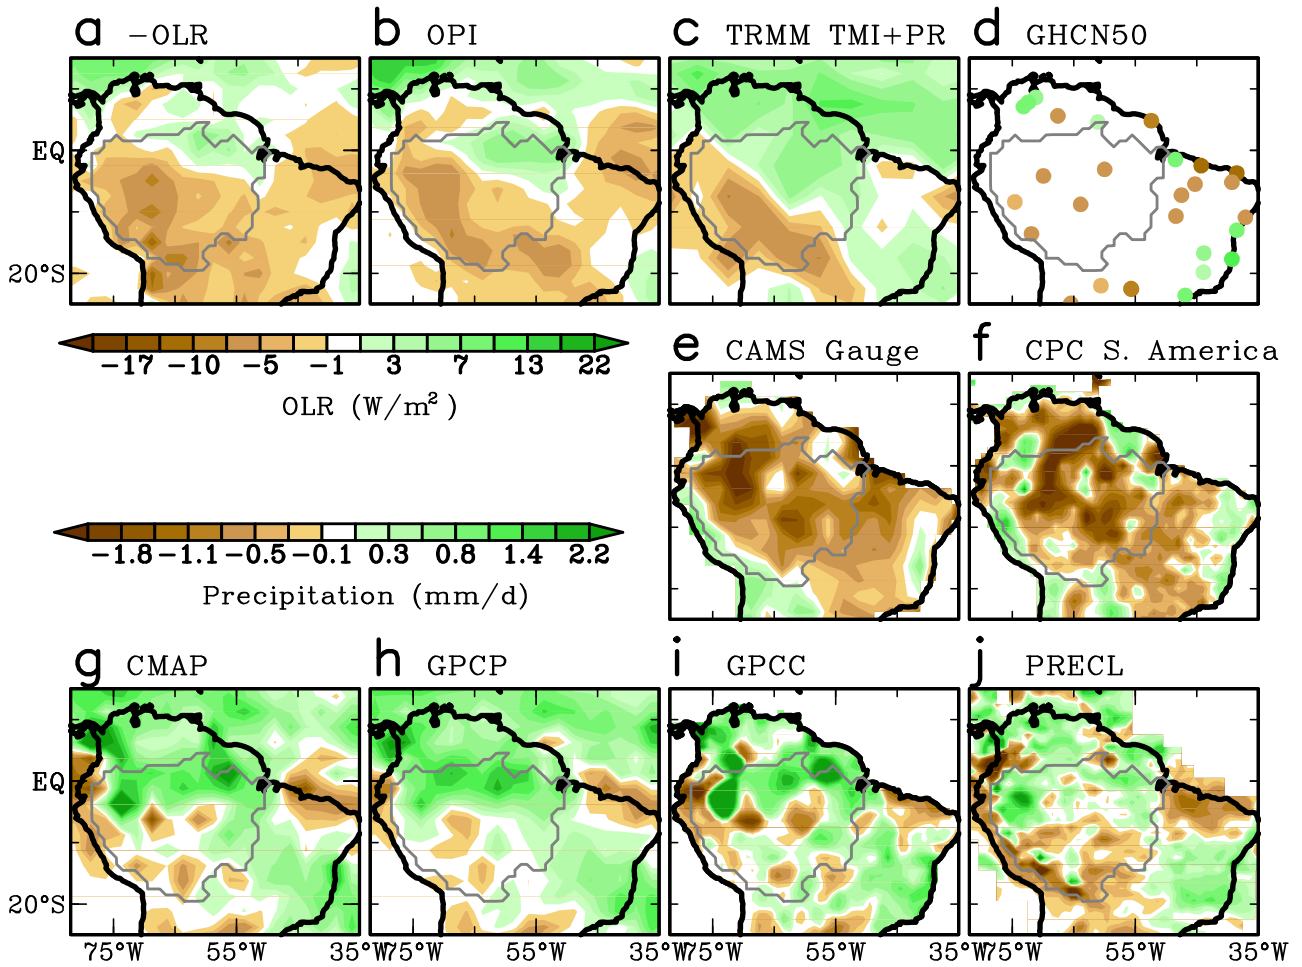 a -OLR b OPI c TRMM TMI+PR d GHCN50
EQ
20°S
-17 -10 -5 -1 3 7 13 22
OLR (W/m²)
e CAMS Gauge f CPC S. America
-1.8 -1.1 -0.5 -0.1 0.3 0.8 1.4 2.2
Precipitation (mm/d)
g CMAP h GPCP i GPCC j PRECL
EQ
20°S
75°W 55°W 35°W 75°W 55°W 35°W 75°W 55°W 35°W 75°W 55°W 35°W